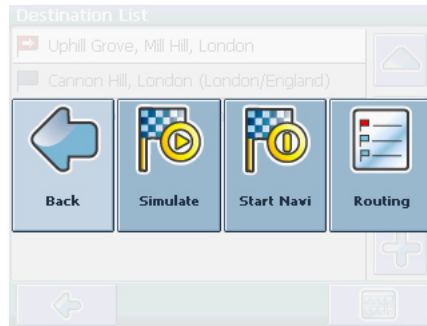 Destination List
Uphill Grove, Mill Hill, London
Cannon Hill, London (London/England)
Back
Simulate
Start Navi
Routing